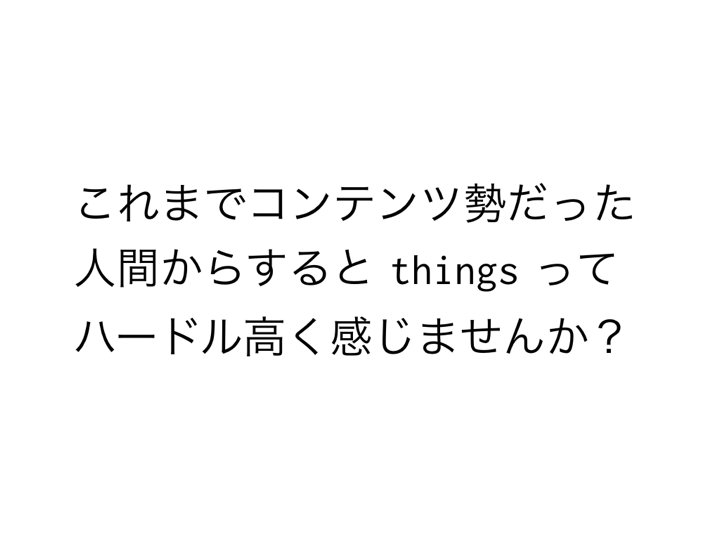 これまでコンテンツ勢だった
人間からすると things って
ハードル高く感じませんか？